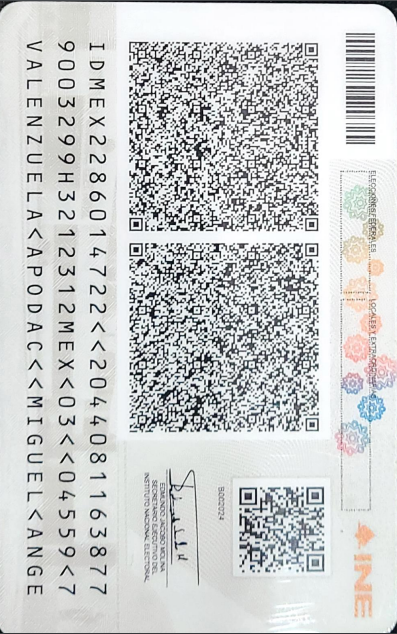 ELECCIONES FEDERALES
LOCALES Y EXTRAORDINARIAS
INE
B002024
EDMUNDO JACOBO MOLINA
SECRETARIO EJECUTIVO DEL
INSTITUTO NACIONAL ELECTORAL
IDMEX2286014722<<2044081163877
9003299H3212312MEX<03<<04559<7
VALENZUELA<APODAC<<MIGUEL<ANGE